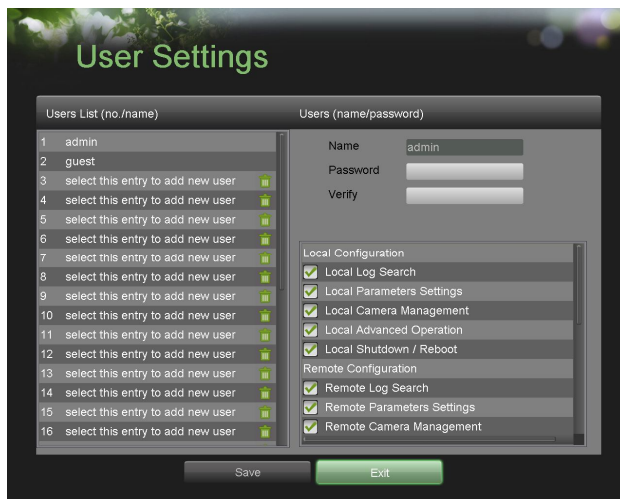 User Settings
Users List (no./name)
Users (name/password)
1 admin
2 guest
3 select this entry to add new user
4 select this entry to add new user
5 select this entry to add new user
6 select this entry to add new user
7 select this entry to add new user
8 select this entry to add new user
9 select this entry to add new user
10 select this entry to add new user
11 select this entry to add new user
12 select this entry to add new user
13 select this entry to add new user
14 select this entry to add new user
15 select this entry to add new user
16 select this entry to add new user
Name admin
Password
Verify
Local Configuration
Local Log Search
Local Parameters Settings
Local Camera Management
Local Advanced Operation
Local Shutdown / Reboot
Remote Configuration
Remote Log Search
Remote Parameters Settings
Remote Camera Management
Save
Exit